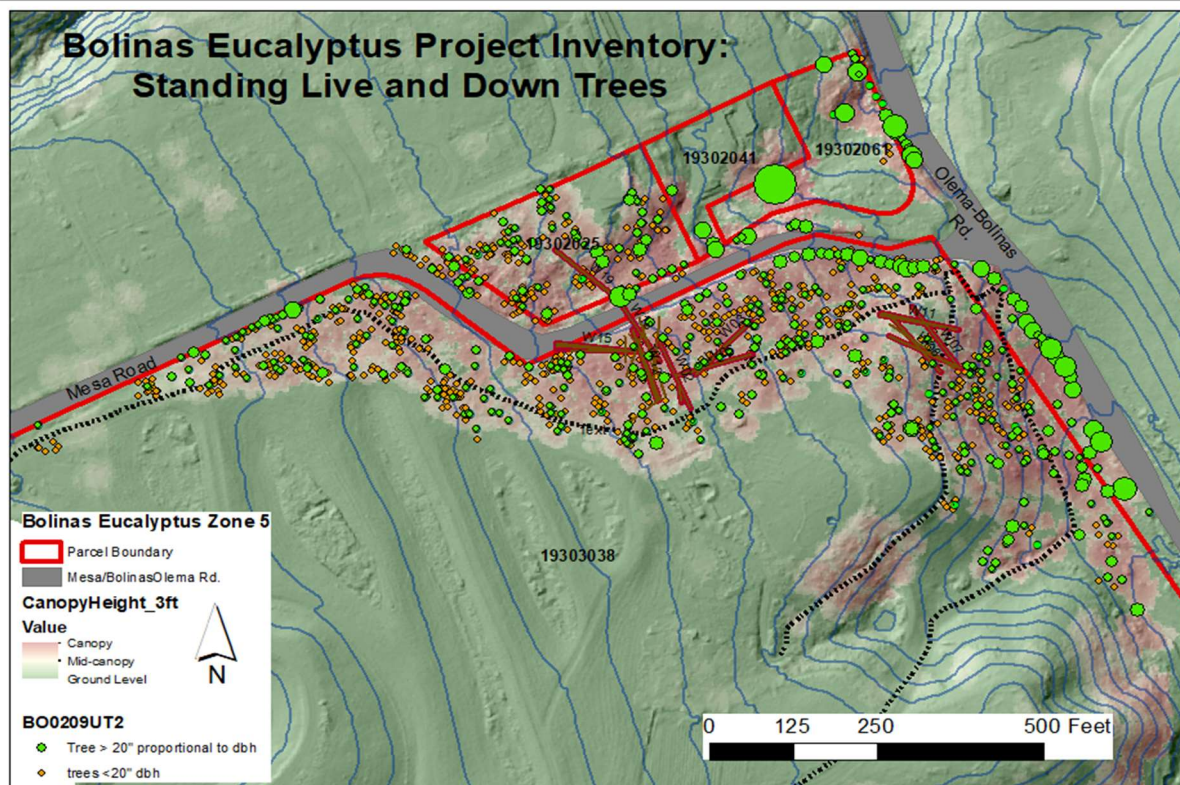 Bolinas Eucalyptus Project Inventory:
Standing Live and Down Trees
19302041
19302061
Olema-Bolinas
Rd.
19302025
W19
W15
W11
Mesa Road
Text
19303038
Bolinas Eucalyptus Zone 5
Parcel Boundary
Mesa/BolinasOlema Rd.
CanopyHeight_3ft
Value
Canopy
Mid-canopy
Ground Level
N
BO0209UT2
Tree > 20" proportional to dbh
trees <20" dbh
0 125 250 500 Feet